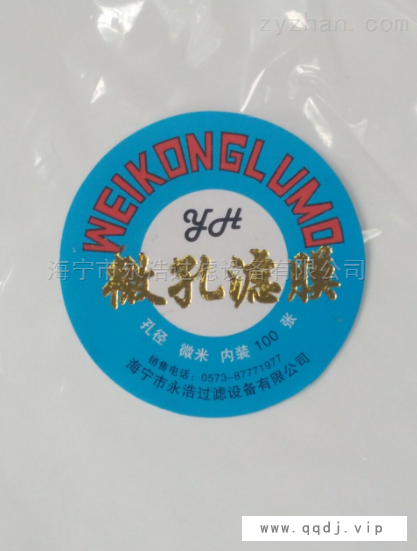 zyzhan.com
WEIKONGLUMO
YH
海宁市永浩过滤设备有限公司
微孔滤膜
孔径 微米 内装 100 张
销售电话：0573-87771977
海宁市永浩过滤设备有限公司
www.qqdj.vip